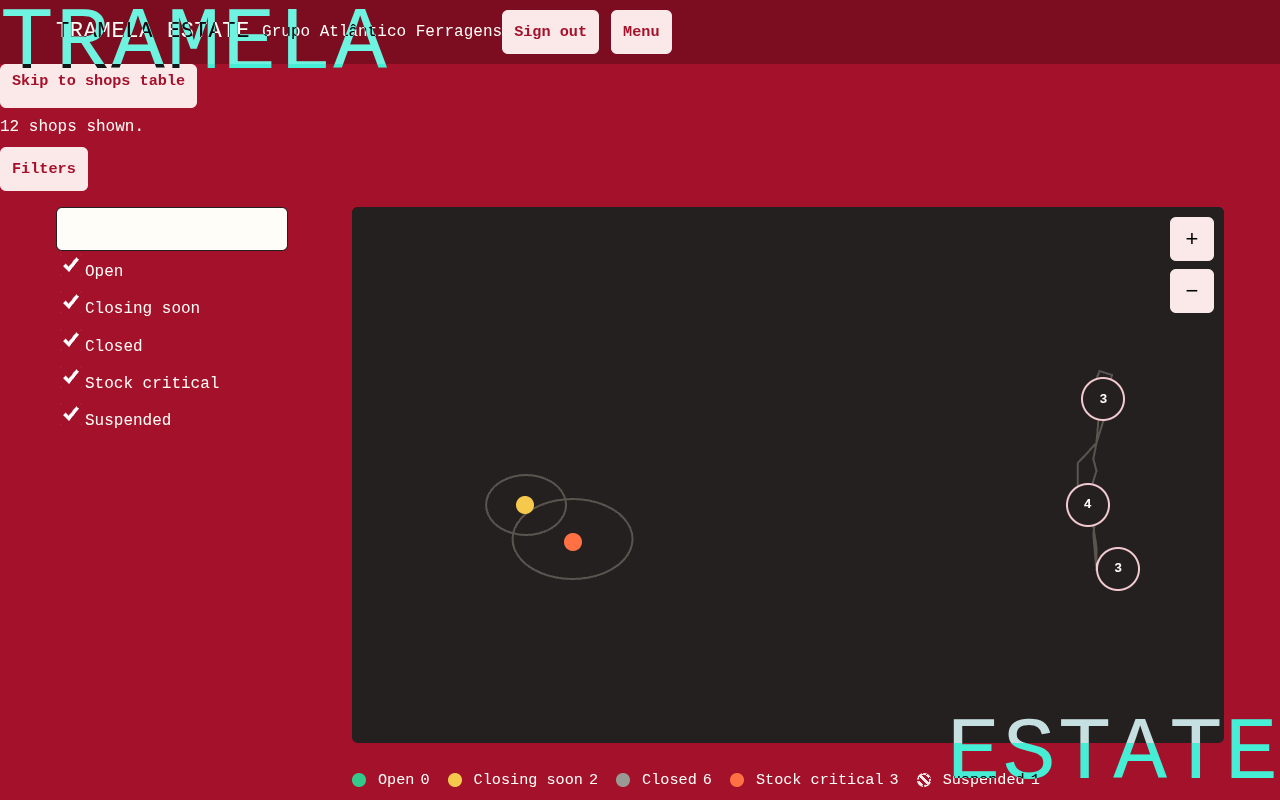 TRAMELA
TRAMELA ESTATE Grupo Atlântico Ferragens Sign out Menu
Skip to shops table
12 shops shown.
Filters
Open
Closing soon
Closed
Stock critical
Suspended
+
−
3
4
3
ESTATE
Open 0 Closing soon 2 Closed 6 Stock critical 3 Suspended 1